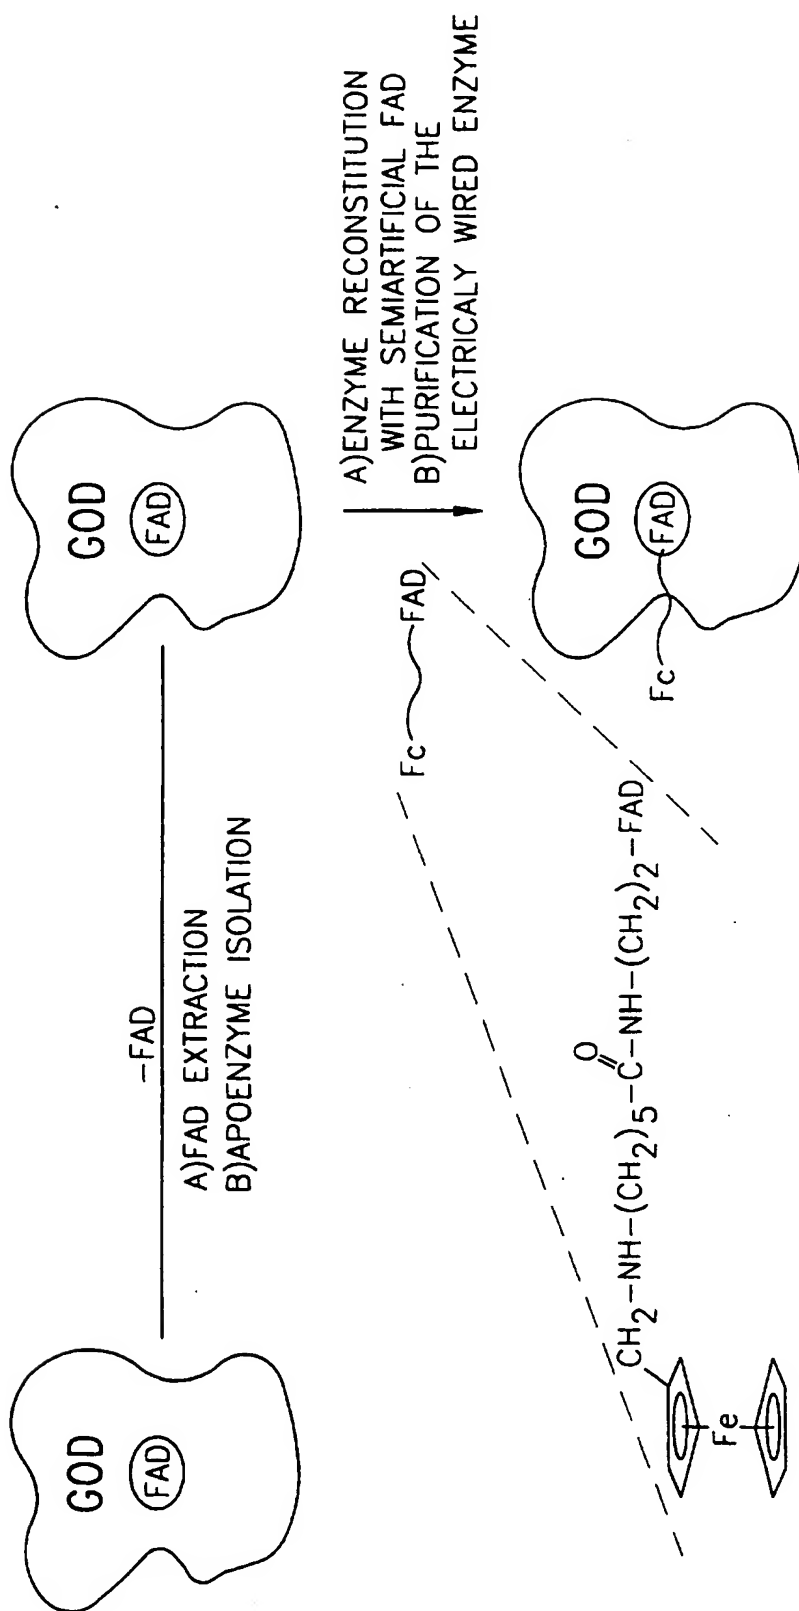 GOD
FAD
-FAD
A)FAD EXTRACTION
B)APOENZYME ISOLATION
GOD
FAD
A)ENZYME RECONSTITUTION
WITH SEMIARTIFICIAL FAD
B)PURIFICATION OF THE
ELECTRICALY WIRED ENZYME
Fc FAD
GOD
Fc FAD
O
CH2-NH-(CH2)5-C-NH-(CH2)2-FAD
Fe